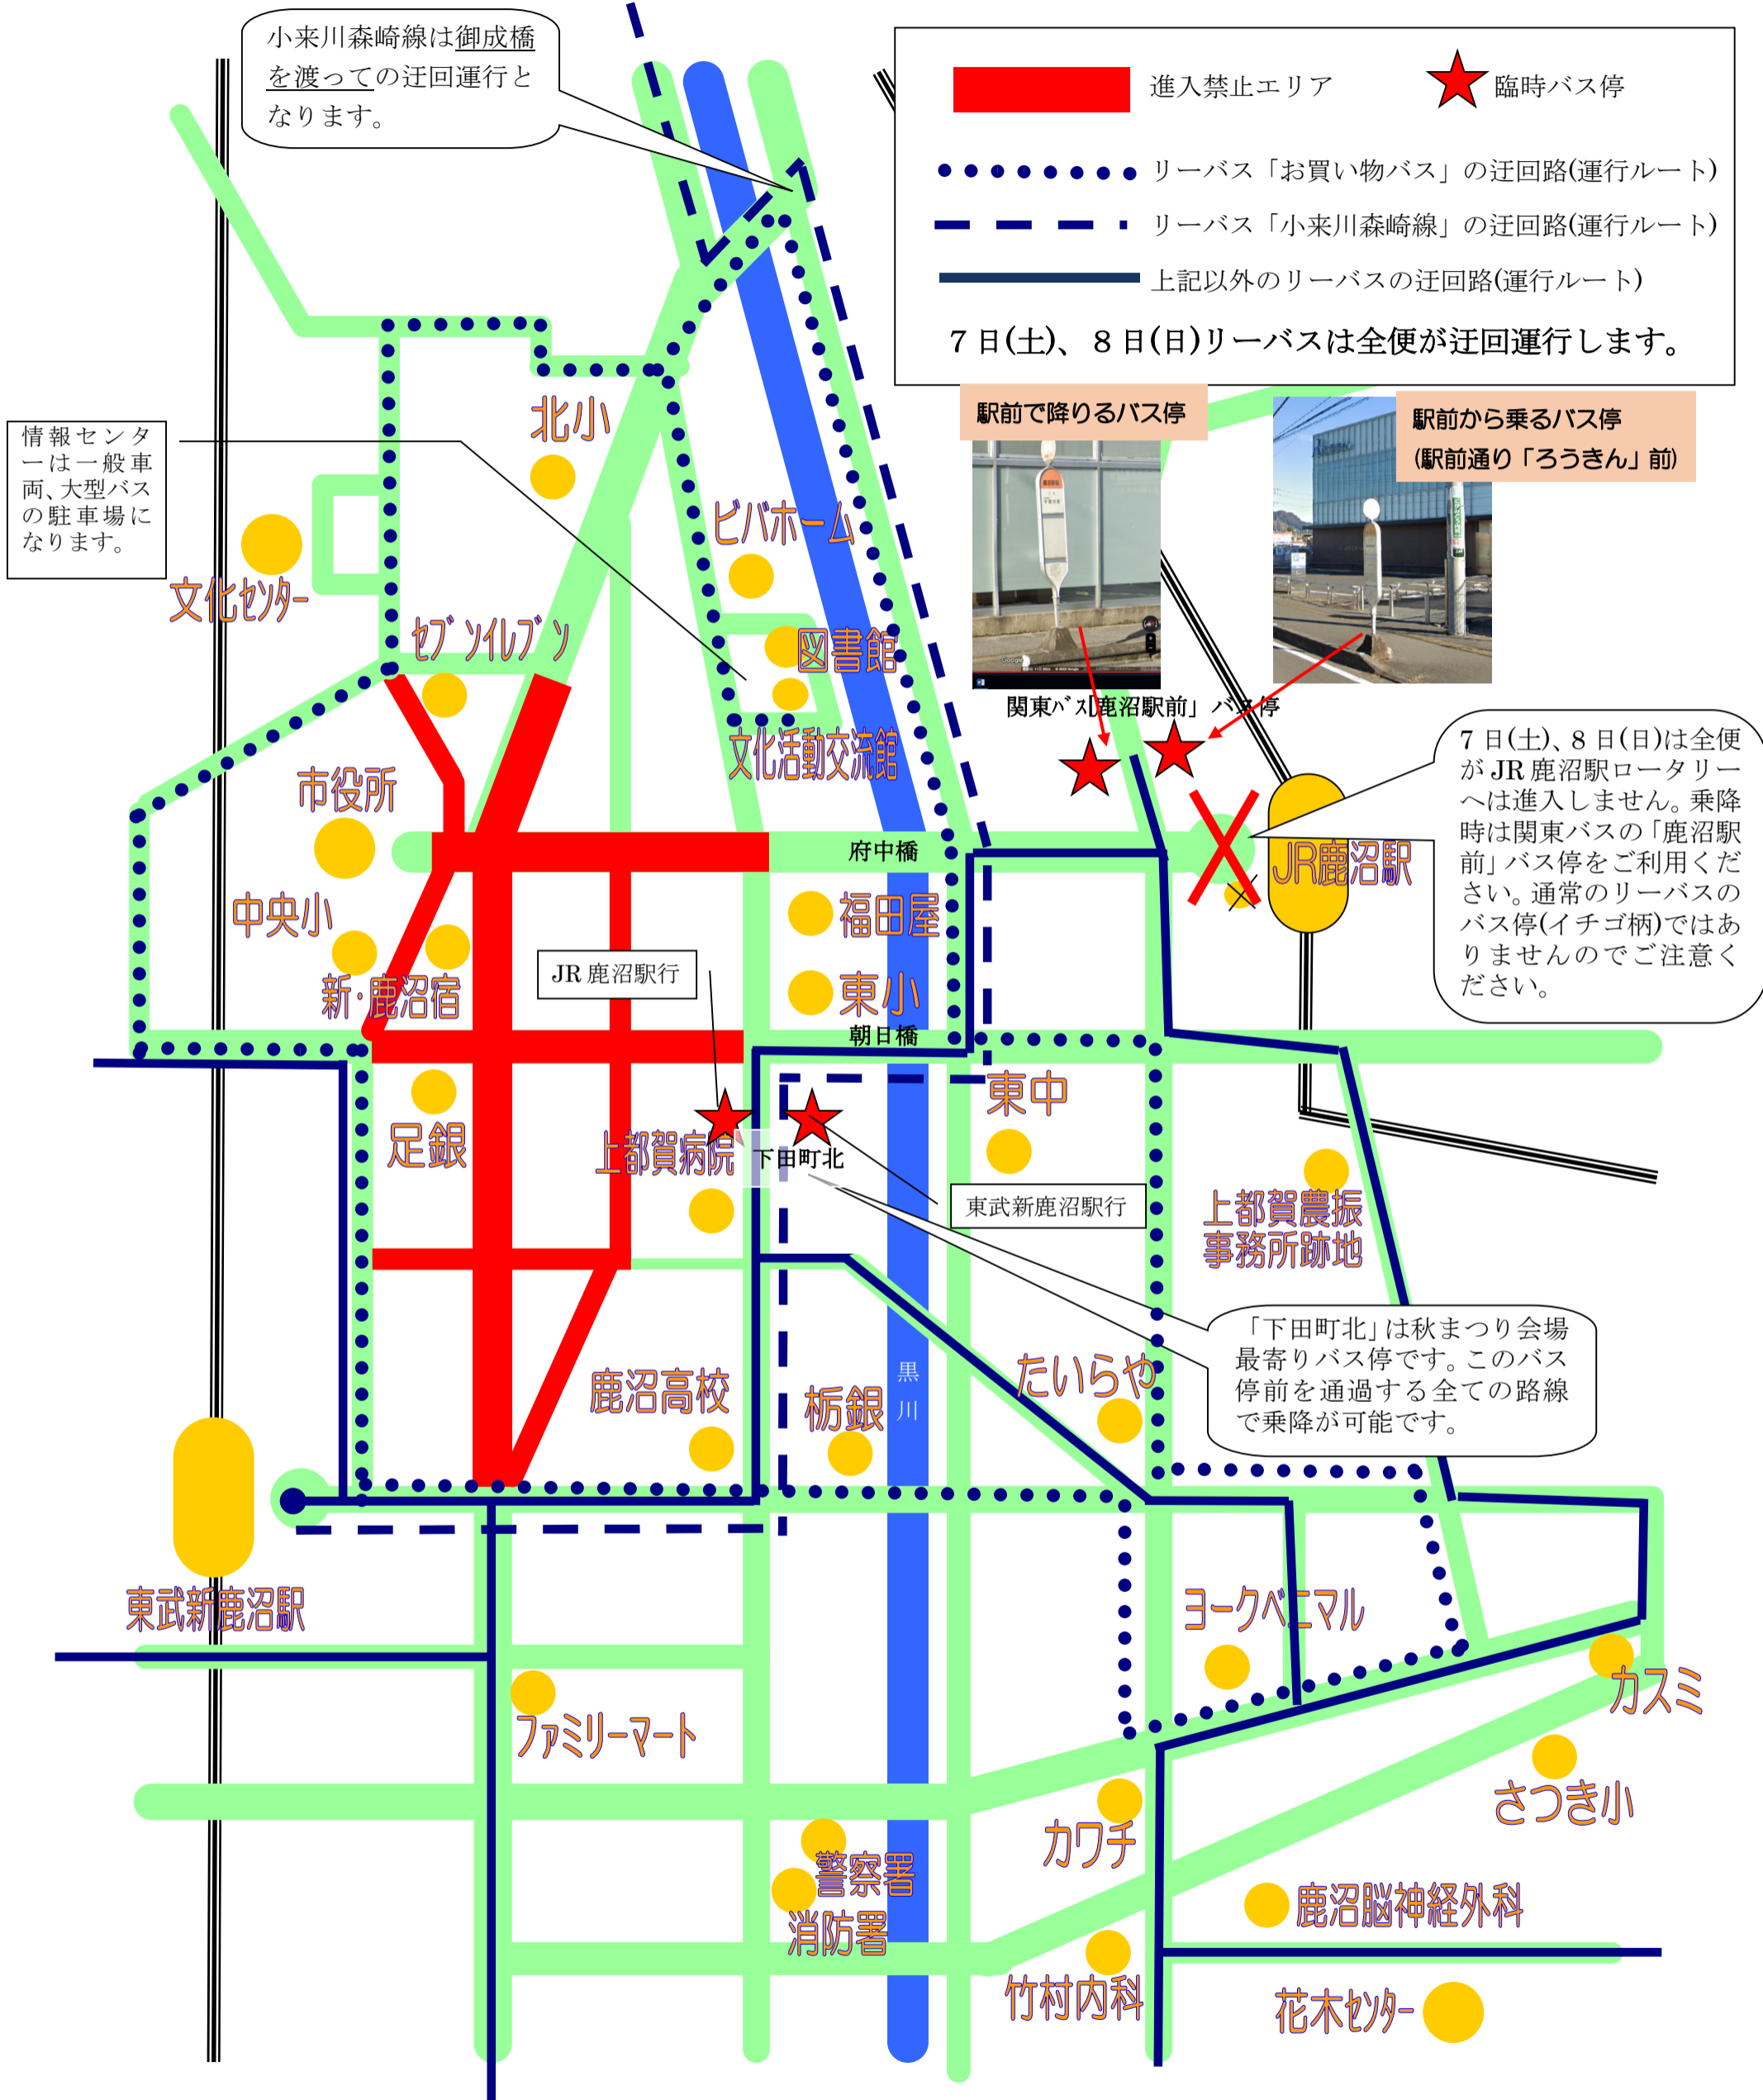 小来川森崎線は御成橋
を渡っての迂回運行と
なります。
進入禁止エリア
臨時バス停
リーバス「お買い物バス」の迂回路(運行ルート)
リーバス「小来川森崎線」の迂回路(運行ルート)
上記以外のリーバスの迂回路(運行ルート)
7日(土)、8日(日)リーバスは全便が迂回運行します。
駅前で降りるバス停
駅前から乗るバス停
(駅前通り「ろうきん」前)
北小
情報センタ
ーは一般車
両、大型バス
の駐車場に
なります。
ビバホーム
文化センター
セブンイレブン
図書館
Google
関東バス「鹿沼駅前」バス停
文化活動交流館
7日(土)、8日(日)は全便
がJR鹿沼駅ロータリー
へは進入しません。乗降
時は関東バスの「鹿沼駅
前」バス停をご利用くだ
さい。通常のリーバスの
バス停(イチゴ柄)ではあ
りませんのでご注意く
ださい。
市役所
府中橋
JR鹿沼駅
中央小
福田屋
JR鹿沼駅行
新・鹿沼宿
東小
朝日橋
東中
足銀
上都賀病院
下田町北
東武新鹿沼駅行
上都賀農振
事務所跡地
「下田町北」は秋まつり会場
最寄りバス停です。このバス
停前を通過する全ての路線
で乗降が可能です。
鹿沼高校
栃銀
黒
川
たいらや
東武新鹿沼駅
ヨークベニマル
カスミ
ファミリーマート
さつき小
カワチ
警察署
消防署
鹿沼脳神経外科
竹村内科
花木センター